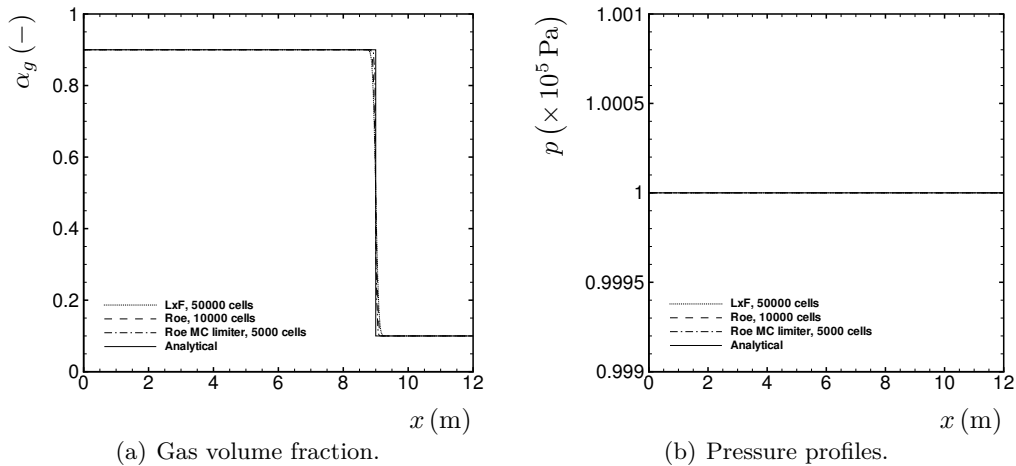 α_g (−)
1
0.8
0.6
0.4
0.2
0
LxF, 50000 cells
Roe, 10000 cells
Roe MC limiter, 5000 cells
Analytical
0 2 4 6 8 10 12
x (m)
(a) Gas volume fraction.
p (× 10^5 Pa)
1.001
1.0005
1
0.9995
0.999
LxF, 50000 cells
Roe, 10000 cells
Roe MC limiter, 5000 cells
Analytical
0 2 4 6 8 10 12
x (m)
(b) Pressure profiles.